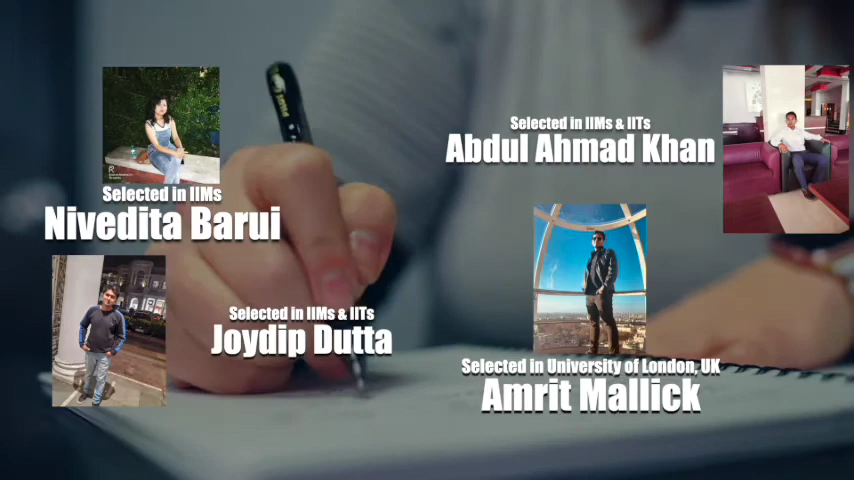 Selected in IIMs
Nivedita Barui
Selected in IIMs & IITs
Joydip Dutta
Selected in IIMs & IITs
Abdul Ahmad Khan
Selected in University of London, UK
Amrit Mallick